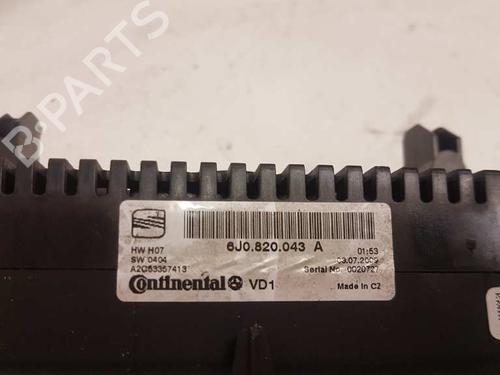 6J0.820.043 A
HW H07 01:53
SW 0404 03.07.2009
A2C53357413 Serial No. 0020727
Continental VD1 Made in CZ